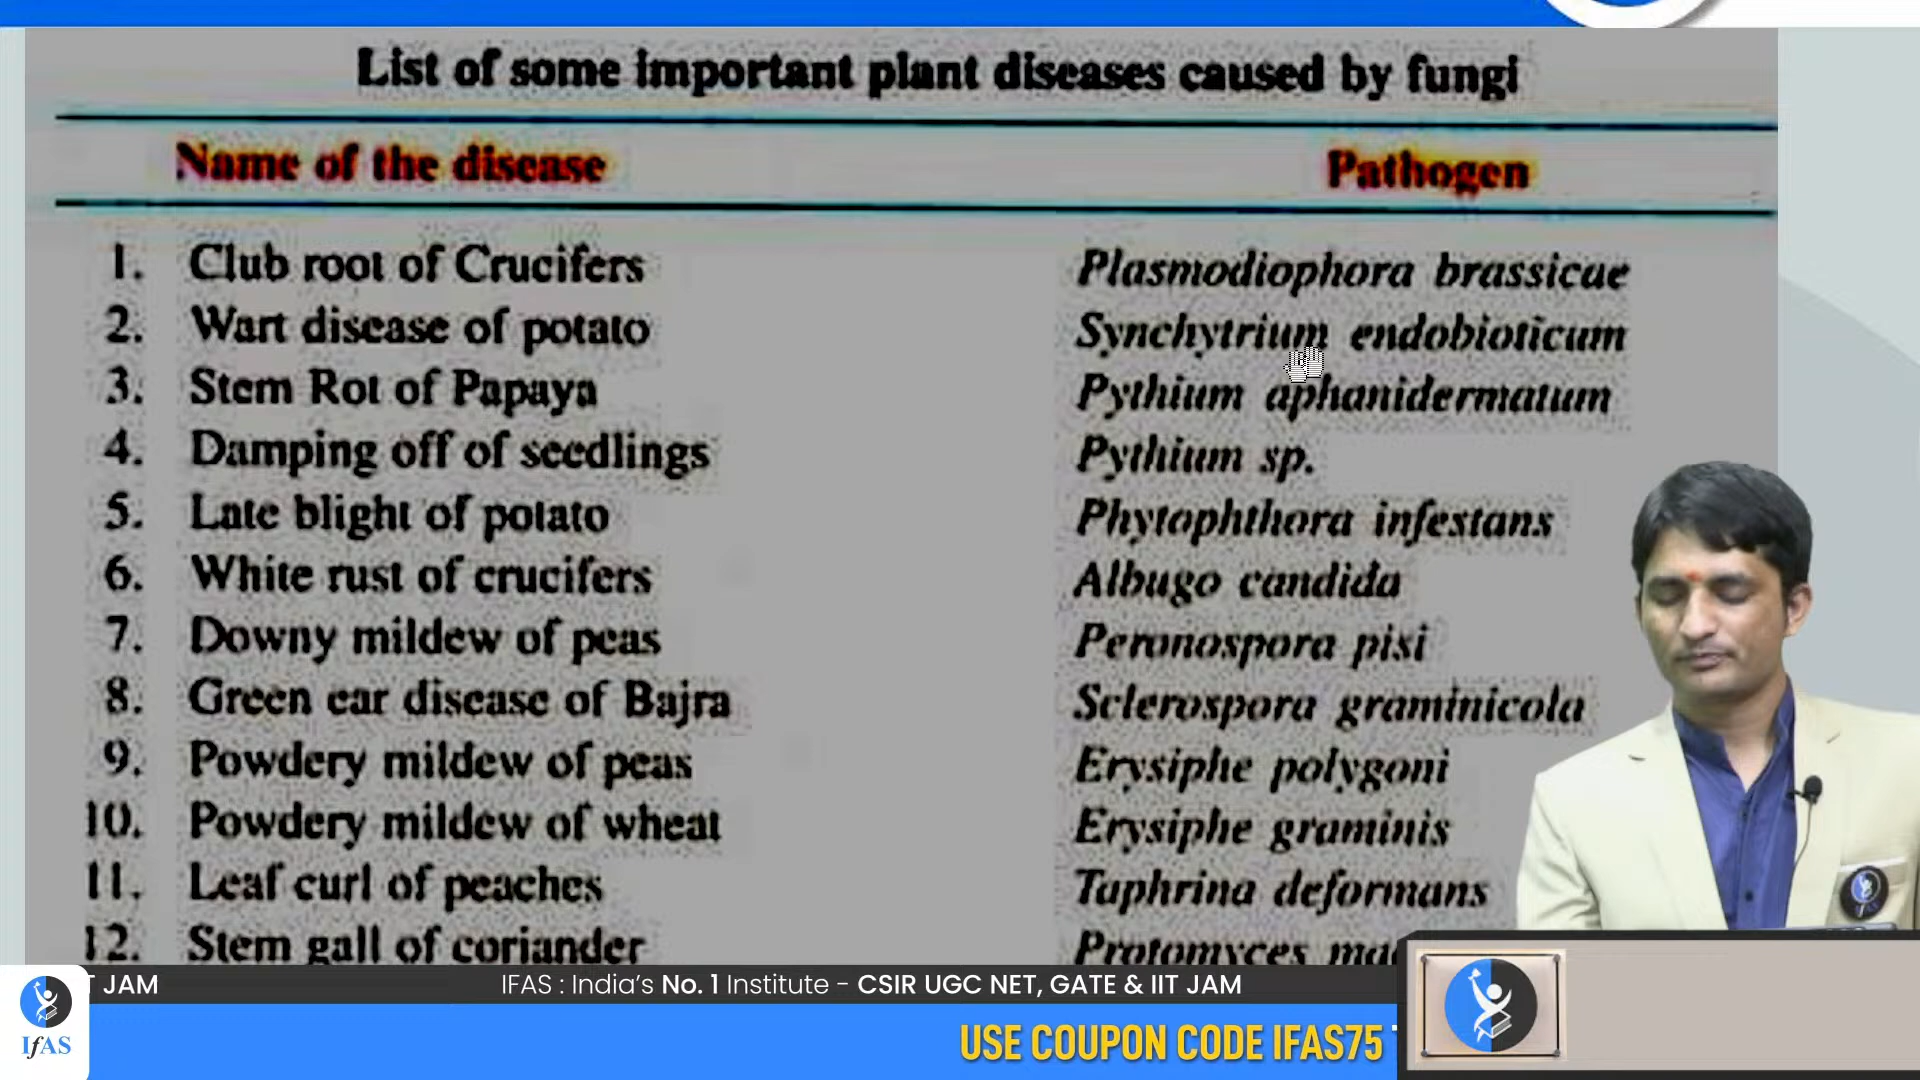 List of some important plant diseases caused by fungi
Name of the disease Pathogen
1. Club root of Crucifers Plasmodiophora brassicae
2. Wart disease of potato Synchytrium endobioticum
3. Stem Rot of Papaya Pythium aphanidermatum
4. Damping off of seedlings Pythium sp.
5. Late blight of potato Phytophthora infestans
6. White rust of crucifers Albugo candida
7. Downy mildew of peas Peronospora pisi
8. Green ear disease of Bajra Sclerospora graminicola
9. Powdery mildew of peas Erysiphe polygoni
10. Powdery mildew of wheat Erysiphe graminis
11. Leaf curl of peaches Taphrina deformans
12. Stem gall of coriander Protomyces
T JAM IFAS : India's No. 1 Institute - CSIR UGC NET, GATE & IIT JAM
IfAS
USE COUPON CODE IFAS75